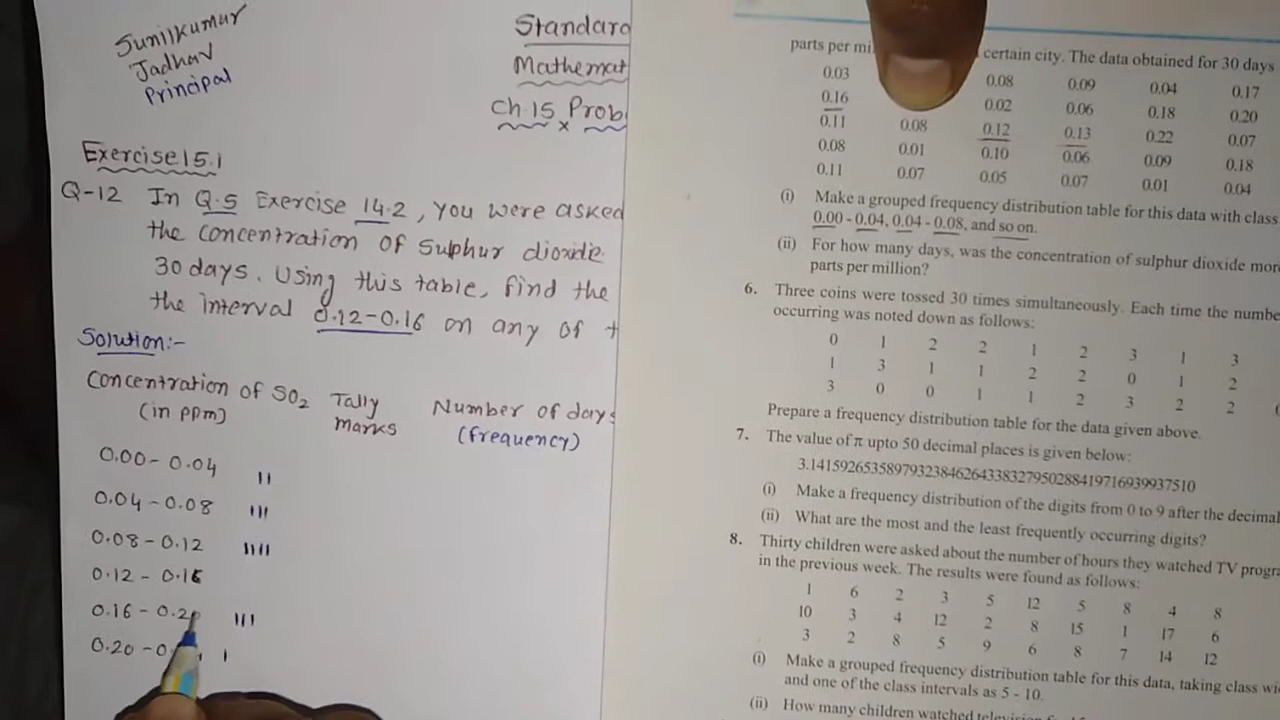 Sunilkumar
Jadhav
Principal
Standard
Mathemat
Ch.15 Prob
Exercise 15.1
Q-12 In Q.5 Exercise 14.2, you were asked
the concentration of sulphur dioxide
30 days. Using this table, find the
the interval 0.12-0.16 on any of t
Solution:-
Concentration of SO2 Tally Number of days
(in ppm) marks (frequency)
0.00-0.04 ||
0.04-0.08 |||
0.08-0.12 ||||
0.12-0.16
0.16-0.20 |||
0.20-0. |
parts per mi certain city. The data obtained for 30 days
0.03 0.08 0.09 0.04 0.17
0.16 0.02 0.06 0.18 0.20
0.11 0.08 0.12 0.13 0.22 0.07
0.08 0.01 0.10 0.06 0.09 0.18
0.11 0.07 0.05 0.07 0.01 0.04
(i) Make a grouped frequency distribution table for this data with class
0.00 - 0.04, 0.04 - 0.08, and so on.
(ii) For how many days, was the concentration of sulphur dioxide mor
parts per million?
6. Three coins were tossed 30 times simultaneously. Each time the numbe
occurring was noted down as follows:
0 1 2 2 1 2 3 1 3
1 3 1 1 2 2 0 1 2
3 0 0 1 1 2 3 2 2
Prepare a frequency distribution table for the data given above.
7. The value of π upto 50 decimal places is given below:
3.14159265358979323846264338327950288419716939937510
(i) Make a frequency distribution of the digits from 0 to 9 after the decimal
(ii) What are the most and the least frequently occurring digits?
8. Thirty children were asked about the number of hours they watched TV progra
in the previous week. The results were found as follows:
1 6 2 3 5 12 5 8 4 8
10 3 4 12 2 8 15 1 17 6
3 2 8 5 9 6 8 7 14 12
(i) Make a grouped frequency distribution table for this data, taking class wi
and one of the class intervals as 5 - 10.
(ii) How many children watched television